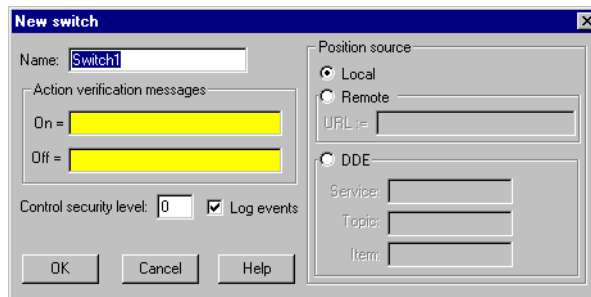 New switch
Name: Switch1
Action verification messages
On =
Off =
Control security level: 0 Log events
OK Cancel Help
Position source
Local
Remote
URL :=
DDE
Service:
Topic:
Item: